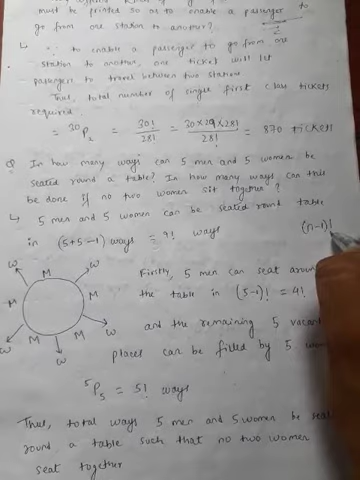 must be printed so as to enable a passenger to
go from one station to another?
∵ to enable a passenger to go from one
station to another, one ticket will let
passengers to travel between two stations
Thus, total number of single first class tickets
required
= ³⁰P₂ = 30!/28! = 30×29×28!/28! = 870 tickets
Q In how many ways can 5 men and 5 women be
seated round a table? In how many ways can this
be done if no two women sit together?
5 men and 5 women can be seated round table
in (5+5-1) ways = 9! ways (n-1)!
Firstly, 5 men can seat around
the table in (5-1)! = 4!
and the remaining 5
places can be filled by 5
⁵P₅ = 5! ways
Thus, total ways 5 men and 5 women be
round a table such that no two women
seat together
W W M M M M M W W W